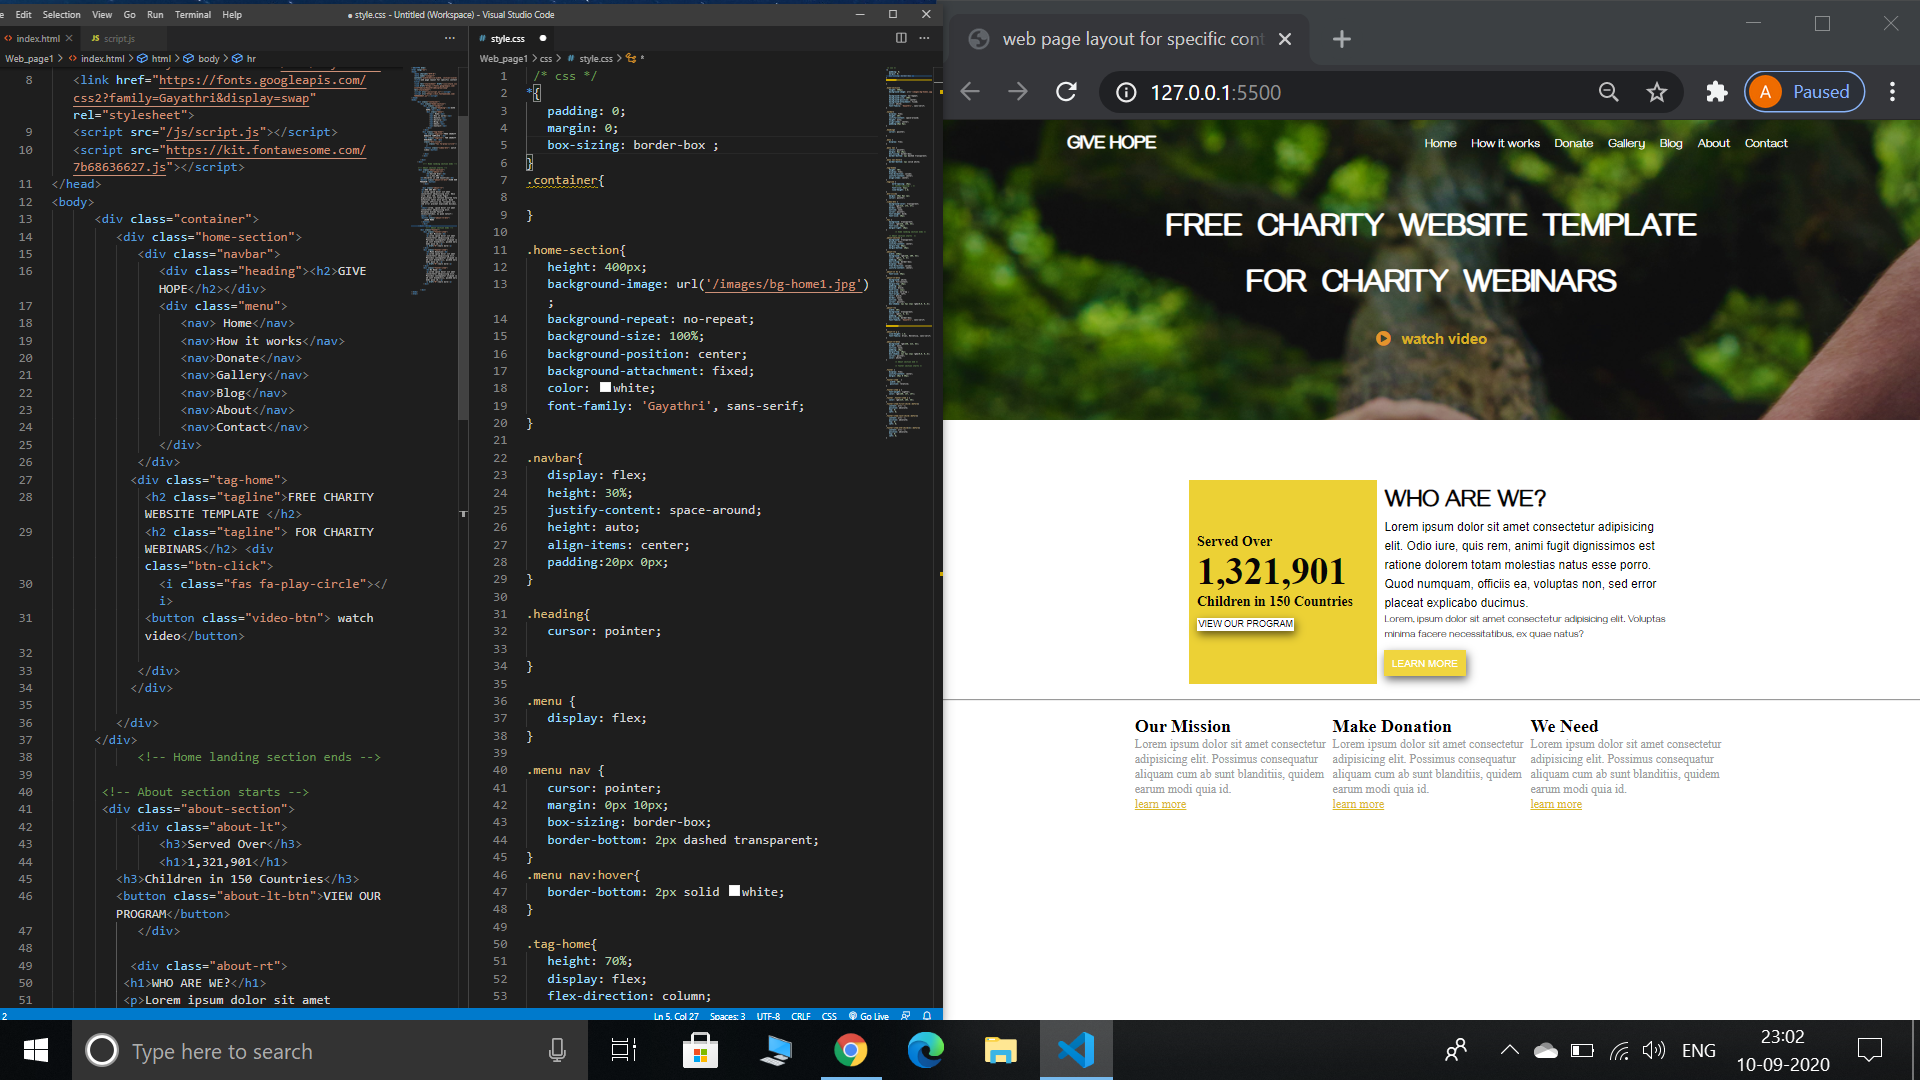 Edit Selection View Go Run Terminal Help
● style.css - Untitled (Workspace) - Visual Studio Code
index.html
JS script.js
Web_page1 > index.html > html > body > hr
8 <link href="https://fonts.googleapis.com/
css2?family=Gayathri&display=swap"
rel="stylesheet">
9 <script src="/js/script.js"></script>
10 <script src="https://kit.fontawesome.com/
7b68636627.js"></script>
11 </head>
12 <body>
13 <div class="container">
14 <div class="home-section">
15 <div class="navbar">
16 <div class="heading"><h2>GIVE
HOPE</h2></div>
17 <div class="menu">
18 <nav> Home</nav>
19 <nav>How it works</nav>
20 <nav>Donate</nav>
21 <nav>Gallery</nav>
22 <nav>Blog</nav>
23 <nav>About</nav>
24 <nav>Contact</nav>
25 </div>
26 </div>
27 <div class="tag-home">
28 <h2 class="tagline">FREE CHARITY
WEBSITE TEMPLATE </h2>
29 <h2 class="tagline"> FOR CHARITY
WEBINARS</h2> <div
class="btn-click">
30 <i class="fas fa-play-circle"></
i>
31 <button class="video-btn"> watch
video</button>
32
33 </div>
34 </div>
35
36 </div>
37 </div>
38 <!-- Home landing section ends -->
39
40 <!-- About section starts -->
41 <div class="about-section">
42 <div class="about-lt">
43 <h3>Served Over</h3>
44 <h1>1,321,901</h1>
45 <h3>Children in 150 Countries</h3>
46 <button class="about-lt-btn">VIEW OUR
PROGRAM</button>
47 </div>
48
49 <div class="about-rt">
50 <h1>WHO ARE WE?</h1>
51 <p>Lorem ipsum dolor sit amet
# style.css ●
Web_page1 > css > # style.css > *
1 /* css */
2 *{
3 padding: 0;
4 margin: 0;
5 box-sizing: border-box ;
6 }
7 .container{
8
9 }
10
11 .home-section{
12 height: 400px;
13 background-image: url('/images/bg-home1.jpg')
;
14 background-repeat: no-repeat;
15 background-size: 100%;
16 background-position: center;
17 background-attachment: fixed;
18 color: white;
19 font-family: 'Gayathri', sans-serif;
20 }
21
22 .navbar{
23 display: flex;
24 height: 30%;
25 justify-content: space-around;
26 height: auto;
27 align-items: center;
28 padding:20px 0px;
29 }
30
31 .heading{
32 cursor: pointer;
33
34 }
35
36 .menu {
37 display: flex;
38 }
39
40 .menu nav {
41 cursor: pointer;
42 margin: 0px 10px;
43 box-sizing: border-box;
44 border-bottom: 2px dashed transparent;
45 }
46 .menu nav:hover{
47 border-bottom: 2px solid white;
48 }
49
50 .tag-home{
51 height: 70%;
52 display: flex;
53 flex-direction: column;
2 Ln 5, Col 27 Spaces: 3 UTF-8 CRLF CSS Go Live
web page layout for specific cont
127.0.0.1:5500
A Paused
GIVE HOPE
Home How it works Donate Gallery Blog About Contact
FREE CHARITY WEBSITE TEMPLATE
FOR CHARITY WEBINARS
watch video
Served Over
1,321,901
Children in 150 Countries
VIEW OUR PROGRAM
WHO ARE WE?
Lorem ipsum dolor sit amet consectetur adipisicing
elit. Odio iure, quis rem, animi fugit dignissimos est
ratione dolorem totam molestias natus esse porro.
Quod numquam, officiis ea, voluptas non, sed error
placeat explicabo ducimus.
Lorem, ipsum dolor sit amet consectetur adipisicing elit. Voluptas
minima facere necessitatibus, ex quae natus?
LEARN MORE
Our Mission
Lorem ipsum dolor sit amet consectetur
adipisicing elit. Possimus consequatur
aliquam cum ab sunt blanditiis, quidem
earum modi quia id.
learn more
Make Donation
Lorem ipsum dolor sit amet consectetur
adipisicing elit. Possimus consequatur
aliquam cum ab sunt blanditiis, quidem
earum modi quia id.
learn more
We Need
Lorem ipsum dolor sit amet consectetur
adipisicing elit. Possimus consequatur
aliquam cum ab sunt blanditiis, quidem
earum modi quia id.
learn more
Type here to search
ENG
23:02
10-09-2020